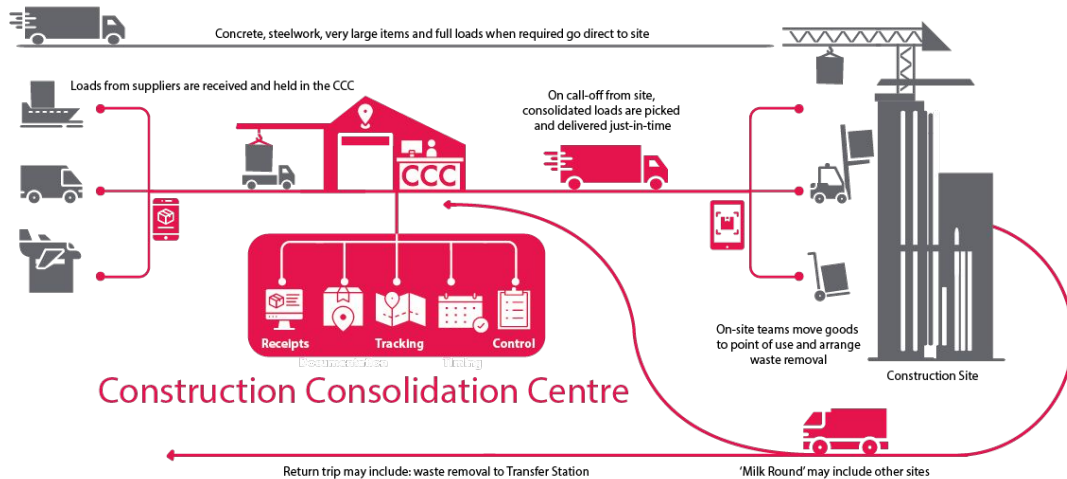 Concrete, steelwork, very large items and full loads when required go direct to site
Loads from suppliers are received and held in the CCC
On call-off from site,
consolidated loads are picked
and delivered just-in-time
CCC
Receipts
Documentation
Tracking
Timing
Control
On-site teams move goods
to point of use and arrange
waste removal
Construction Site
Construction Consolidation Centre
Return trip may include: waste removal to Transfer Station
‘Milk Round’ may include other sites